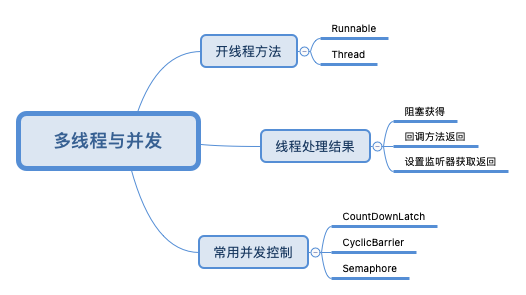 多线程与并发
开线程方法
Runnable
Thread
线程处理结果
阻塞获得
回调方法返回
设置监听器获取返回
常用并发控制
CountDownLatch
CyclicBarrier
Semaphore